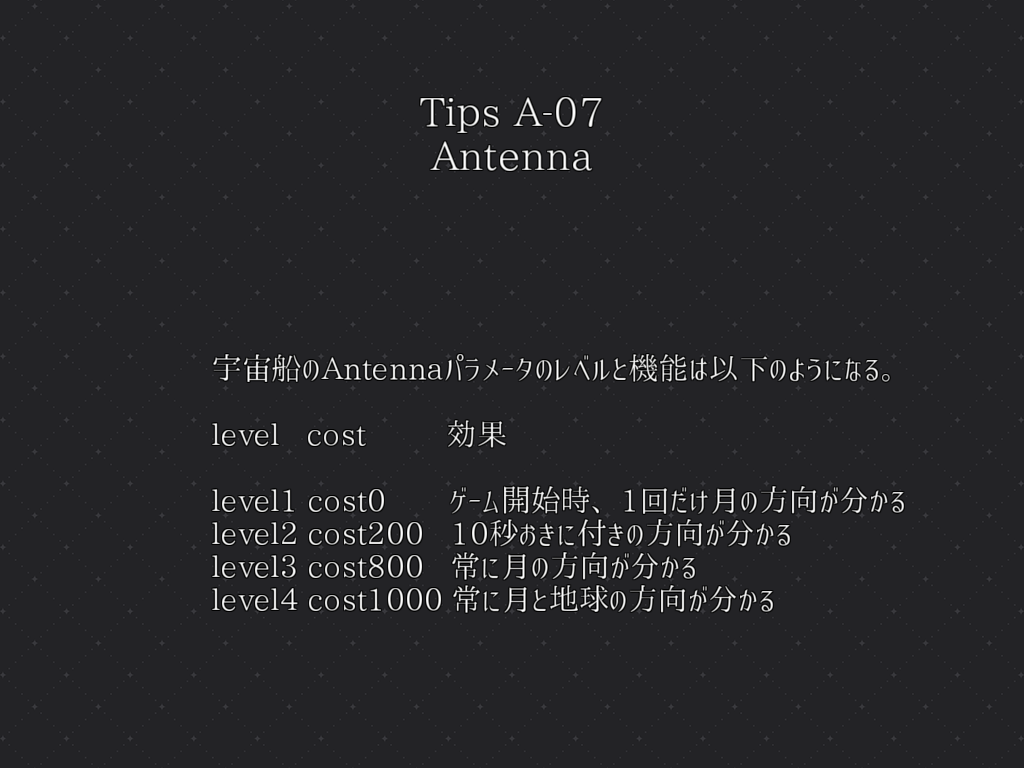 Tips A-07
Antenna
宇宙船のAntennaパラメータのレベルと機能は以下のようになる。
level cost 効果
level1 cost0 ゲーム開始時、1回だけ月の方向が分かる
level2 cost200 10秒おきに付きの方向が分かる
level3 cost800 常に月の方向が分かる
level4 cost1000 常に月と地球の方向が分かる